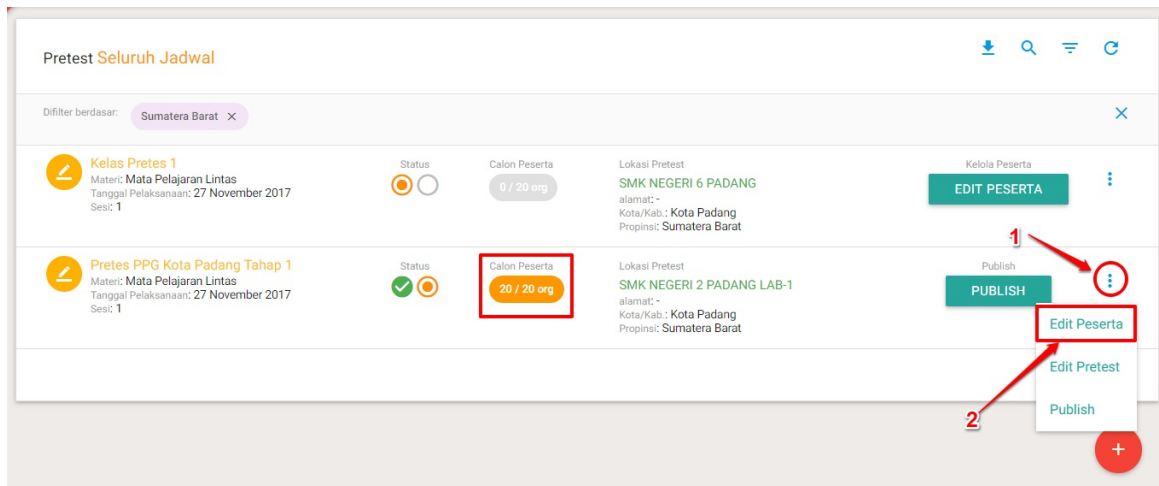 Pretest Seluruh Jadwal
Difilter berdasar: Sumatera Barat
Kelas Pretes 1
Materi: Mata Pelajaran Lintas
Tanggal Pelaksanaan: 27 November 2017
Sesi: 1
Status
Calon Peserta
0 / 20 org
Lokasi Pretest
SMK NEGERI 6 PADANG
alamat: -
Kota/Kab.: Kota Padang
Propinsi: Sumatera Barat
Kelola Peserta
EDIT PESERTA
1
Pretes PPG Kota Padang Tahap 1
Materi: Mata Pelajaran Lintas
Tanggal Pelaksanaan: 27 November 2017
Sesi: 1
Status
Calon Peserta
20 / 20 org
Lokasi Pretest
SMK NEGERI 2 PADANG LAB-1
alamat: -
Kota/Kab.: Kota Padang
Propinsi: Sumatera Barat
Publish
PUBLISH
Edit Peserta
Edit Pretest
Publish
2